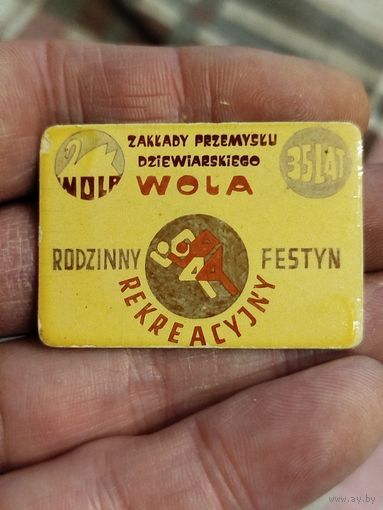 ZAKŁADY PRZEMYSŁU
DZIEWIARSKIEGO
WOLA
WOLA
35 LAT
RODZINNY
FESTYN
REKREACYJNY
www.ay.by